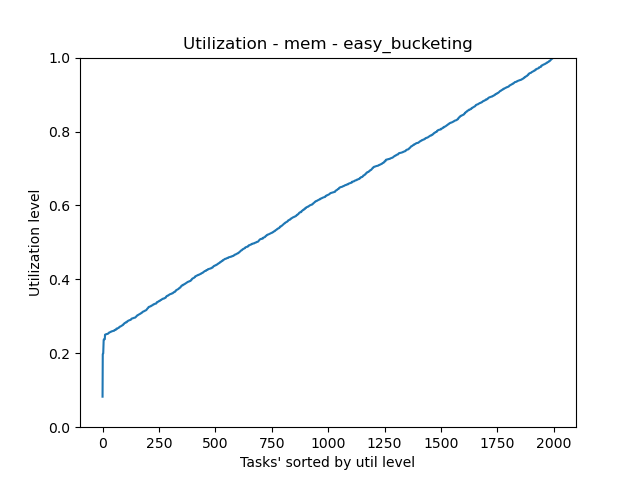 Utilization - mem - easy_bucketing
1.0
0.8
0.6
0.4
0.2
0.0
Utilization level
0 250 500 750 1000 1250 1500 1750 2000
Tasks' sorted by util level